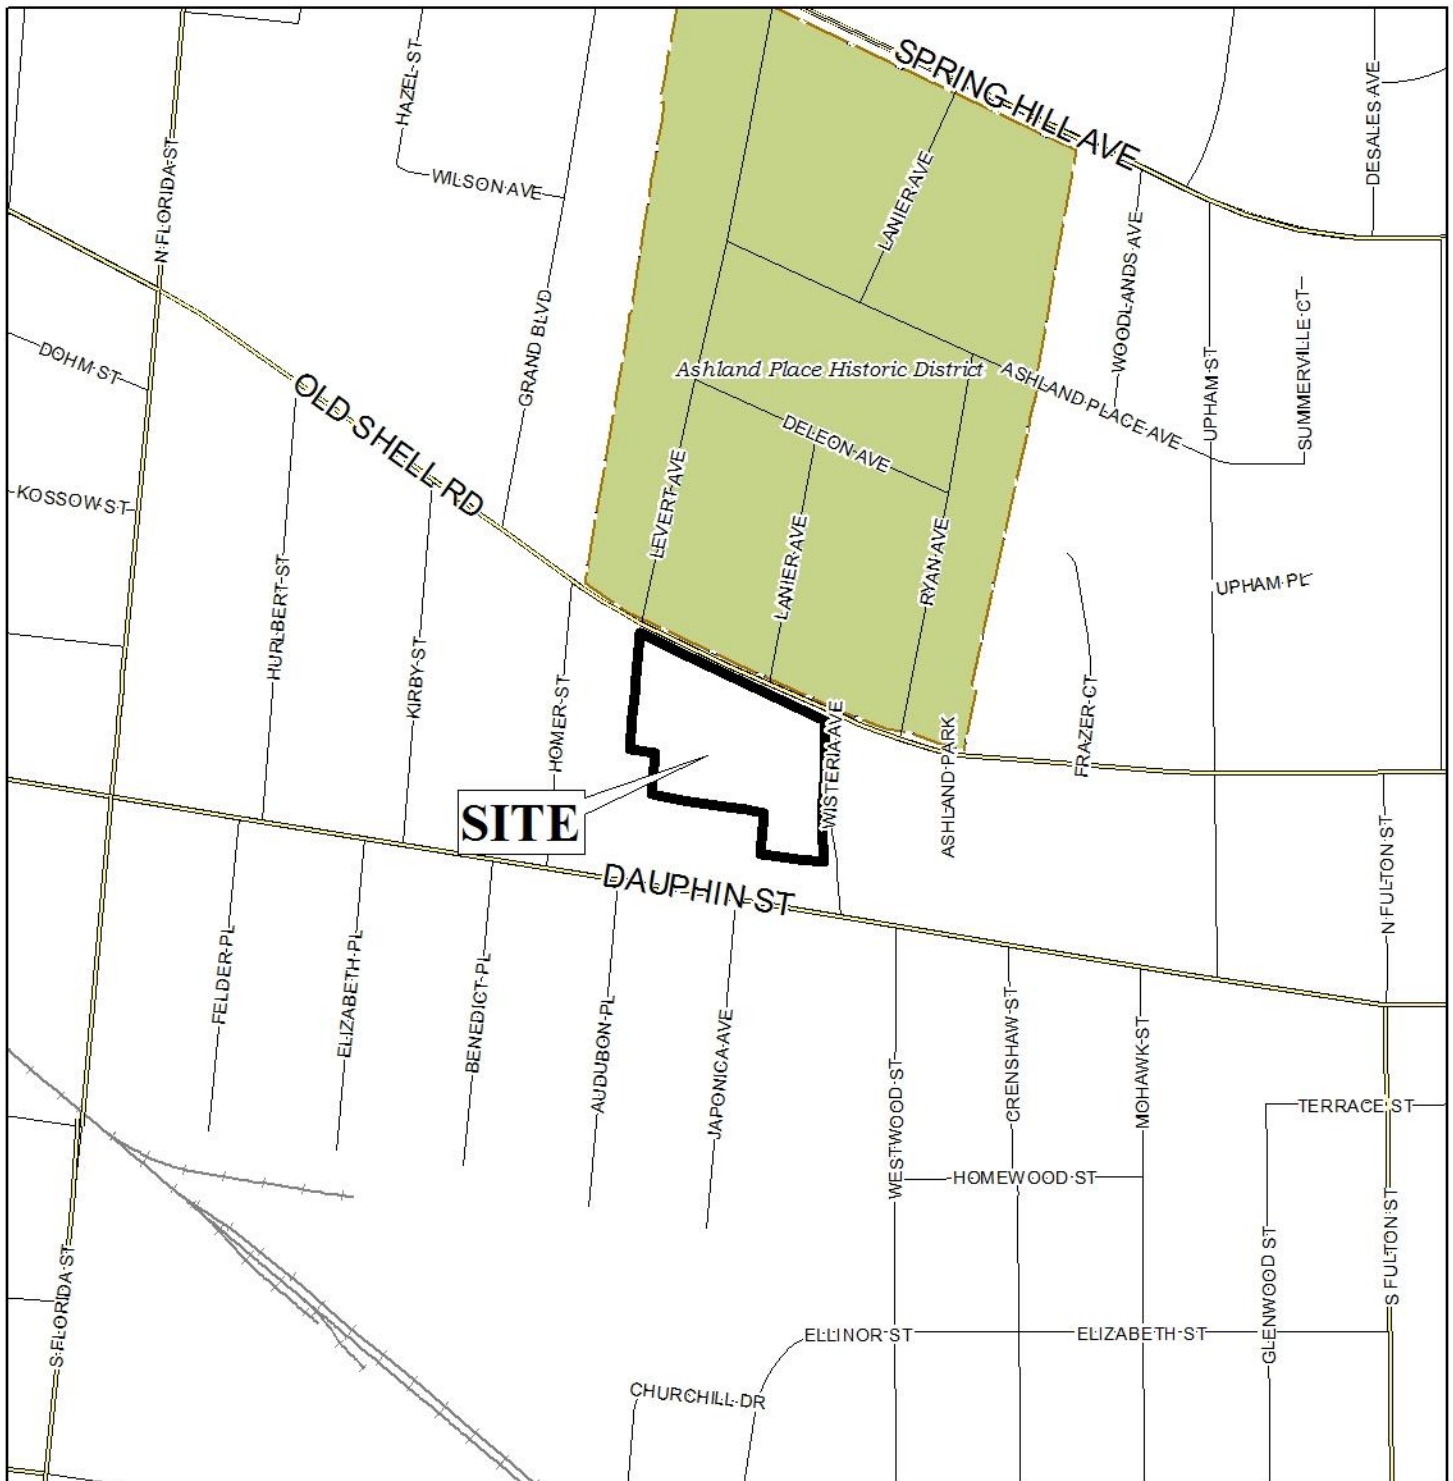 SPRING HILL AVE
HAZEL ST
DESALES AVE
N FLORIDA ST
WILSON AVE
LANIER AVE
WOODLANDS AVE
GRAND BLVD
SUMMERVILLE CT
DOHM ST
UPHAM ST
Ashland Place Historic District
ASHLAND PLACE AVE
OLD SHELL RD
DELEON AVE
KOSSOW ST
LEVERT AVE
LANIER AVE
RYAN AVE
UPHAM PL
HURLBERT ST
KIRBY ST
HOMER ST
FRAZER CT
WISTERIA AVE
ASHLAND PARK
SITE
N FULTON ST
DAUPHIN ST
FELDER PL
ELIZABETH PL
BENEDICT PL
AUDUBON PL
JAPONICA AVE
WESTWOOD ST
CRENSHAW ST
MOHAWK ST
TERRACE ST
HOMEWOOD ST
S FULTON ST
GLENWOOD ST
S FLORIDA ST
ELLINOR ST
ELIZABETH ST
CHURCHILL DR